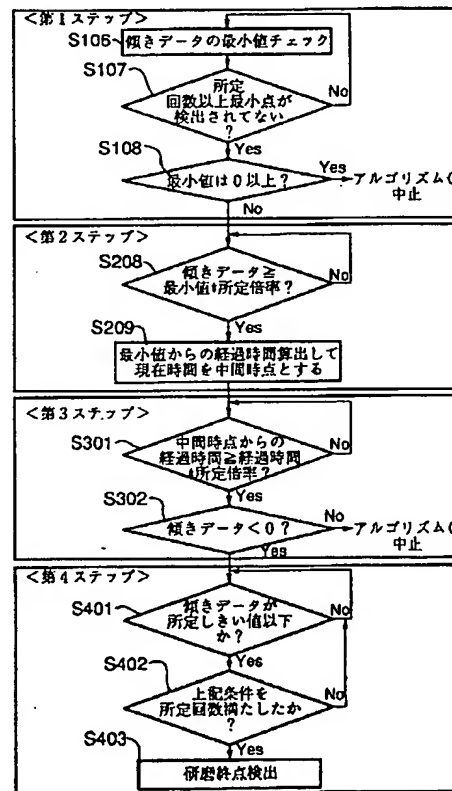 <第1ステップ>
Yes
S106
傾きデータの最小値チェック
S107
所定
回数以上最小点が
検出されてない
?
No
Yes
S108
最小値は0以上?
Yes
アルゴリズム
中止
No
<第2ステップ>
S208
傾きデータ≧
最小値*所定倍率?
No
Yes
S209
最小値からの経過時間算出して
現在時間を中間時点とする
<第3ステップ>
S301
中間時点からの
経過時間≧経過時間
*所定倍率?
No
Yes
S302
傾きデータ<0?
No
アルゴリズム
中止
Yes
<第4ステップ>
S401
傾きデータが
所定しきい値以下
か?
No
Yes
S402
上記条件を
所定回数満たしたか
?
No
Yes
S403
研磨終点検出